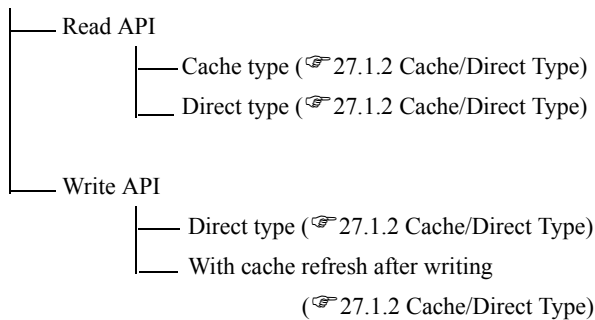 Read API
Cache type (☞27.1.2 Cache/Direct Type)
Direct type (☞27.1.2 Cache/Direct Type)
Write API
Direct type (☞27.1.2 Cache/Direct Type)
With cache refresh after writing
(☞27.1.2 Cache/Direct Type)